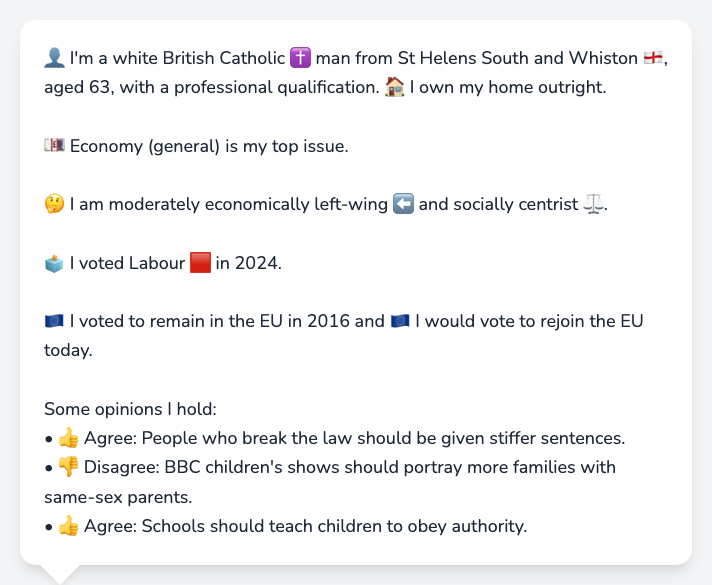 👤 I'm a white British Catholic ✝️ man from St Helens South and Whiston 🏴󠁧󠁢󠁥󠁮󠁧󠁿,
aged 63, with a professional qualification. 🏠 I own my home outright.
💷 Economy (general) is my top issue.
🤔 I am moderately economically left-wing ⬅️ and socially centrist ⚖️.
🗳️ I voted Labour 🟥 in 2024.
🇪🇺 I voted to remain in the EU in 2016 and 🇪🇺 I would vote to rejoin the EU
today.
Some opinions I hold:
• 👍 Agree: People who break the law should be given stiffer sentences.
• 👎 Disagree: BBC children's shows should portray more families with
same-sex parents.
• 👍 Agree: Schools should teach children to obey authority.